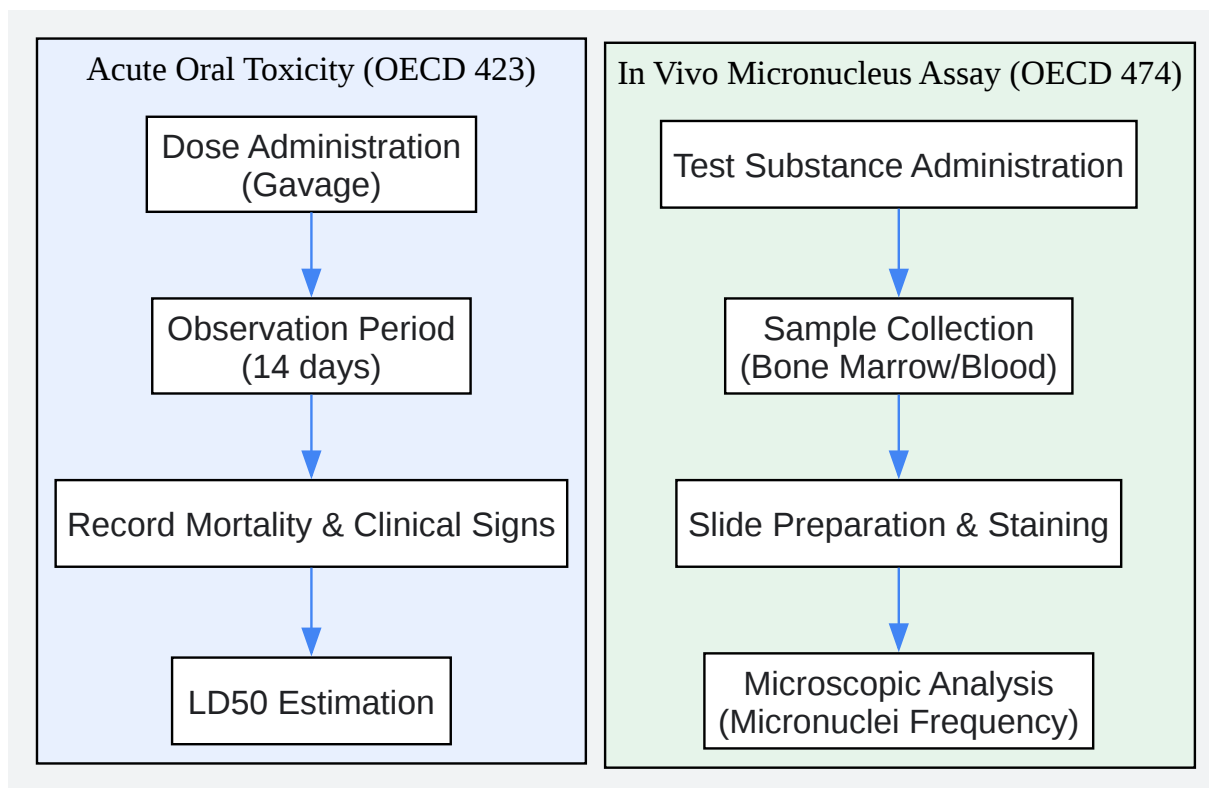 Acute Oral Toxicity (OECD 423)
Dose Administration
(Gavage)
Observation Period
(14 days)
Record Mortality & Clinical Signs
LD50 Estimation
In Vivo Micronucleus Assay (OECD 474)
Test Substance Administration
Sample Collection
(Bone Marrow/Blood)
Slide Preparation & Staining
Microscopic Analysis
(Micronuclei Frequency)